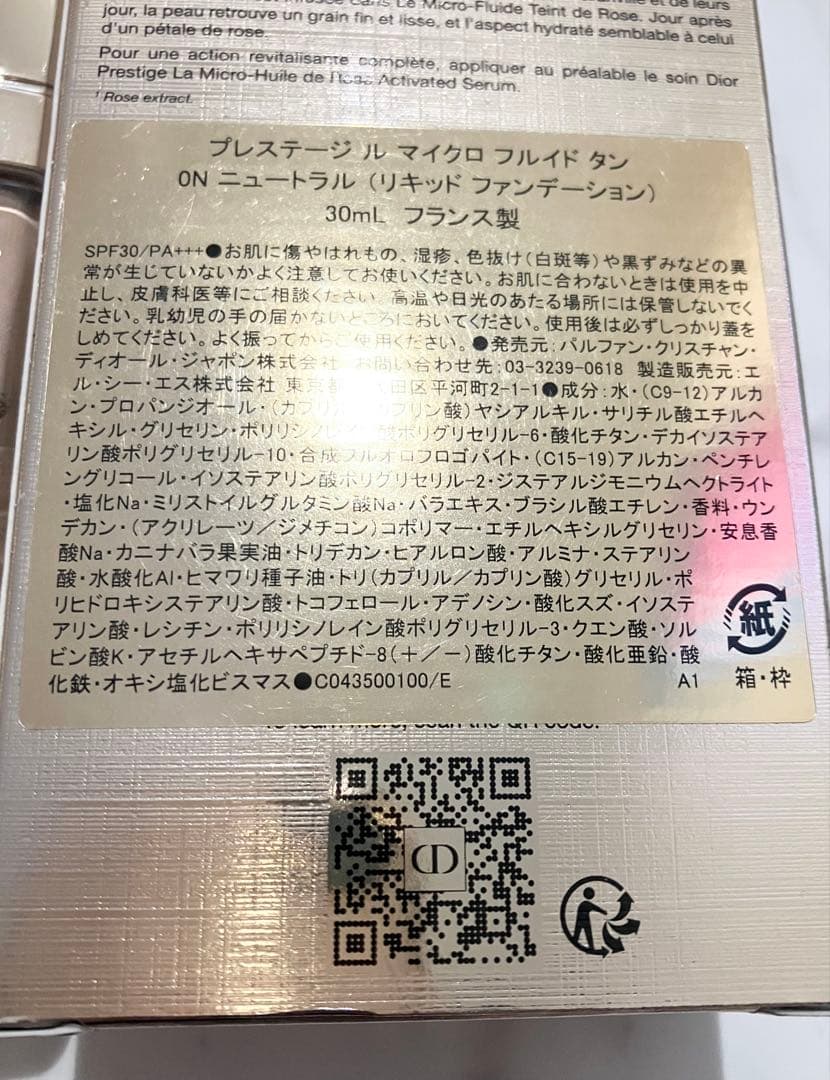 Le Micro-Fluide Teint de Rose. Jour après
jour, la peau retrouve un grain fin et lisse, et l'aspect hydraté semblable à celui
d'un pétale de rose.
Pour une action revitalisante complète, appliquer au préalable le soin Dior
Prestige La Micro-Huile de Rose Activated Serum.
¹ Rose extract.
プレステージ ル マイクロ フルイド タン
0N ニュートラル（リキッド ファンデーション）
30mL フランス製
SPF30/PA+++●お肌に傷やはれもの、湿疹、色抜け（白斑等）や黒ずみなどの異
常が生じていないかよく注意してお使いください。お肌に合わないときは使用を中
止し、皮膚科医等にご相談ください。高温や日光のあたる場所には保管しないでく
ださい。乳幼児の手の届かないところにおいてください。使用後は必ずしっかり蓋を
しめてください。よく振ってからご使用ください。●発売元：パルファン・クリスチャン・
ディオール・ジャポン株式会社 お問い合わせ先：03-3239-0618 製造販売元：エ
ル・シー・エス株式会社 東京都 田区平河町2-1-1●成分：水・（C9-12）アルカ
ン・プロパンジオール・（カプリル／カプリン酸）ヤシアルキル・サリチル酸エチルヘ
キシル・グリセリン・ポリリシノレイン酸ポリグリセリル-6・酸化チタン・デカイソステア
リン酸ポリグリセリル-10・合成フルオロフロゴパイト・（C15-19）アルカン・ペンチレ
ングリコール・イソステアリン酸ポリグリセリル-2・ジステアルジモニウムヘクトライト
・塩化Na・ミリストイルグルタミン酸Na・バラエキス・ブラシル酸エチレン・香料・ウン
デカン・（アクリレーツ／ジメチコン）コポリマー・エチルヘキシルグリセリン・安息香
酸Na・カニナバラ果実油・トリデカン・ヒアルロン酸・アルミナ・ステアリン
酸・水酸化Al・ヒマワリ種子油・トリ（カプリル／カプリン酸）グリセリル・ポ
リヒドロキシステアリン酸・トコフェロール・アデノシン・酸化スズ・イソステ
アリン酸・レシチン・ポリリシノレイン酸ポリグリセリル-3・クエン酸・ソル
ビン酸K・アセチルヘキサペプチド-8（＋／－）酸化チタン・酸化亜鉛・酸
化鉄・オキシ塩化ビスマス●C043500100/E
A1
紙
箱・枠
CD